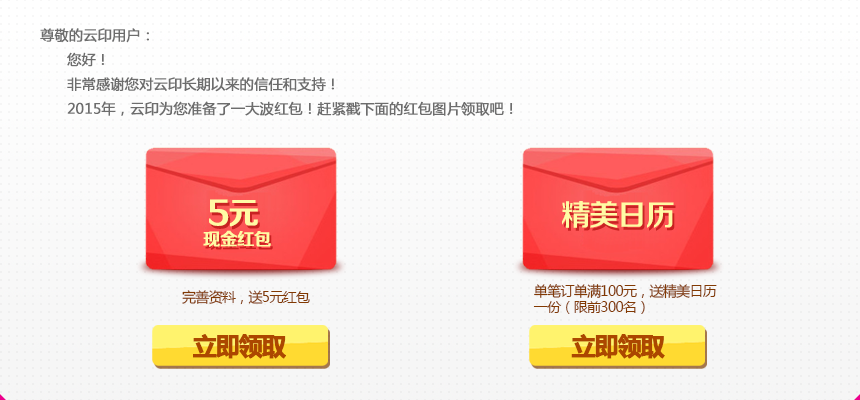 尊敬的云印用户：
您好！
非常感谢您对云印长期以来的信任和支持！
2015年，云印为您准备了一大波红包！赶紧戳下面的红包图片领取吧！
5元
现金红包
完善资料，送5元红包
立即领取
精美日历
单笔订单满100元，送精美日历
一份（限前300名）
立即领取